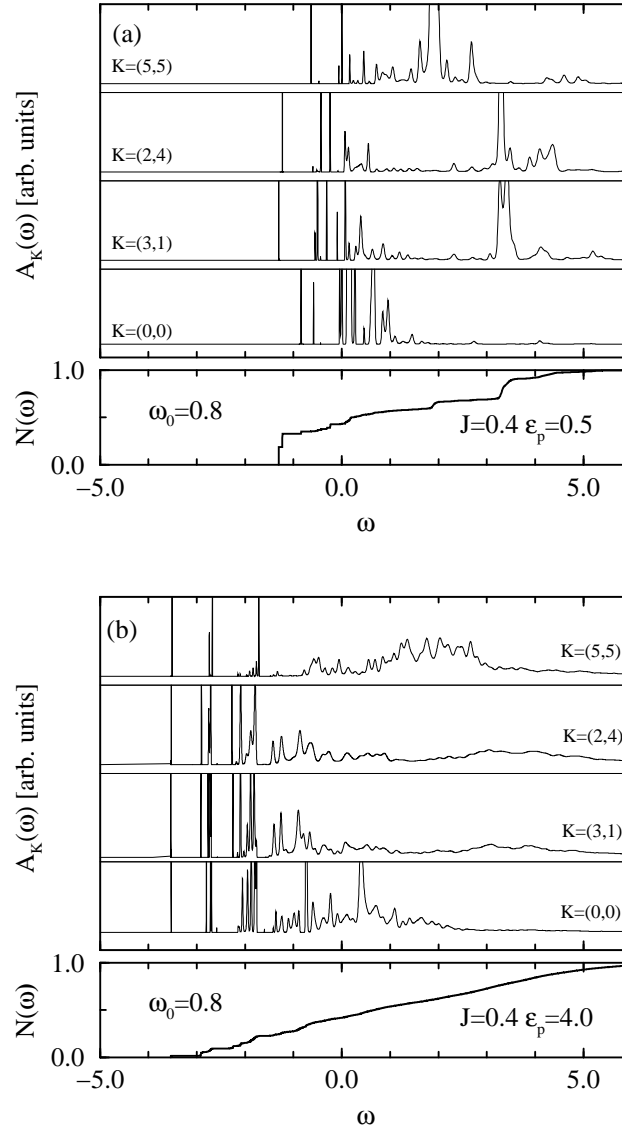 (a)
K=(5,5)
K=(2,4)
K=(3,1)
K=(0,0)
A_K(ω) [arb. units]
1.0
N(ω)
ω₀=0.8
J=0.4 ε_p=0.5
0.0
−5.0 0.0 5.0
ω
(b)
K=(5,5)
K=(2,4)
K=(3,1)
K=(0,0)
A_K(ω) [arb. units]
1.0
N(ω)
ω₀=0.8
J=0.4 ε_p=4.0
0.0
−5.0 0.0 5.0
ω